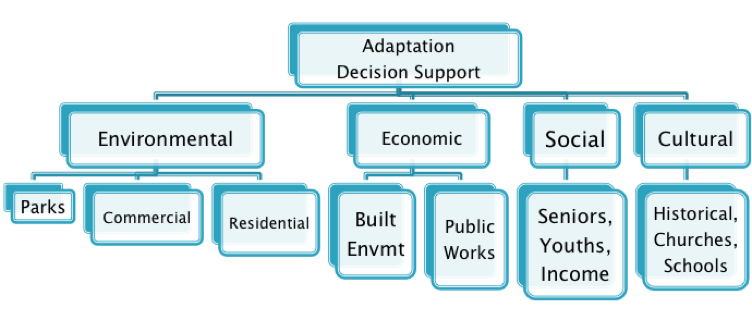 Adaptation
Decision Support
Environmental
Economic
Social
Cultural
Parks
Commercial
Residential
Built
Envmt
Public
Works
Seniors,
Youths,
Income
Historical,
Churches,
Schools